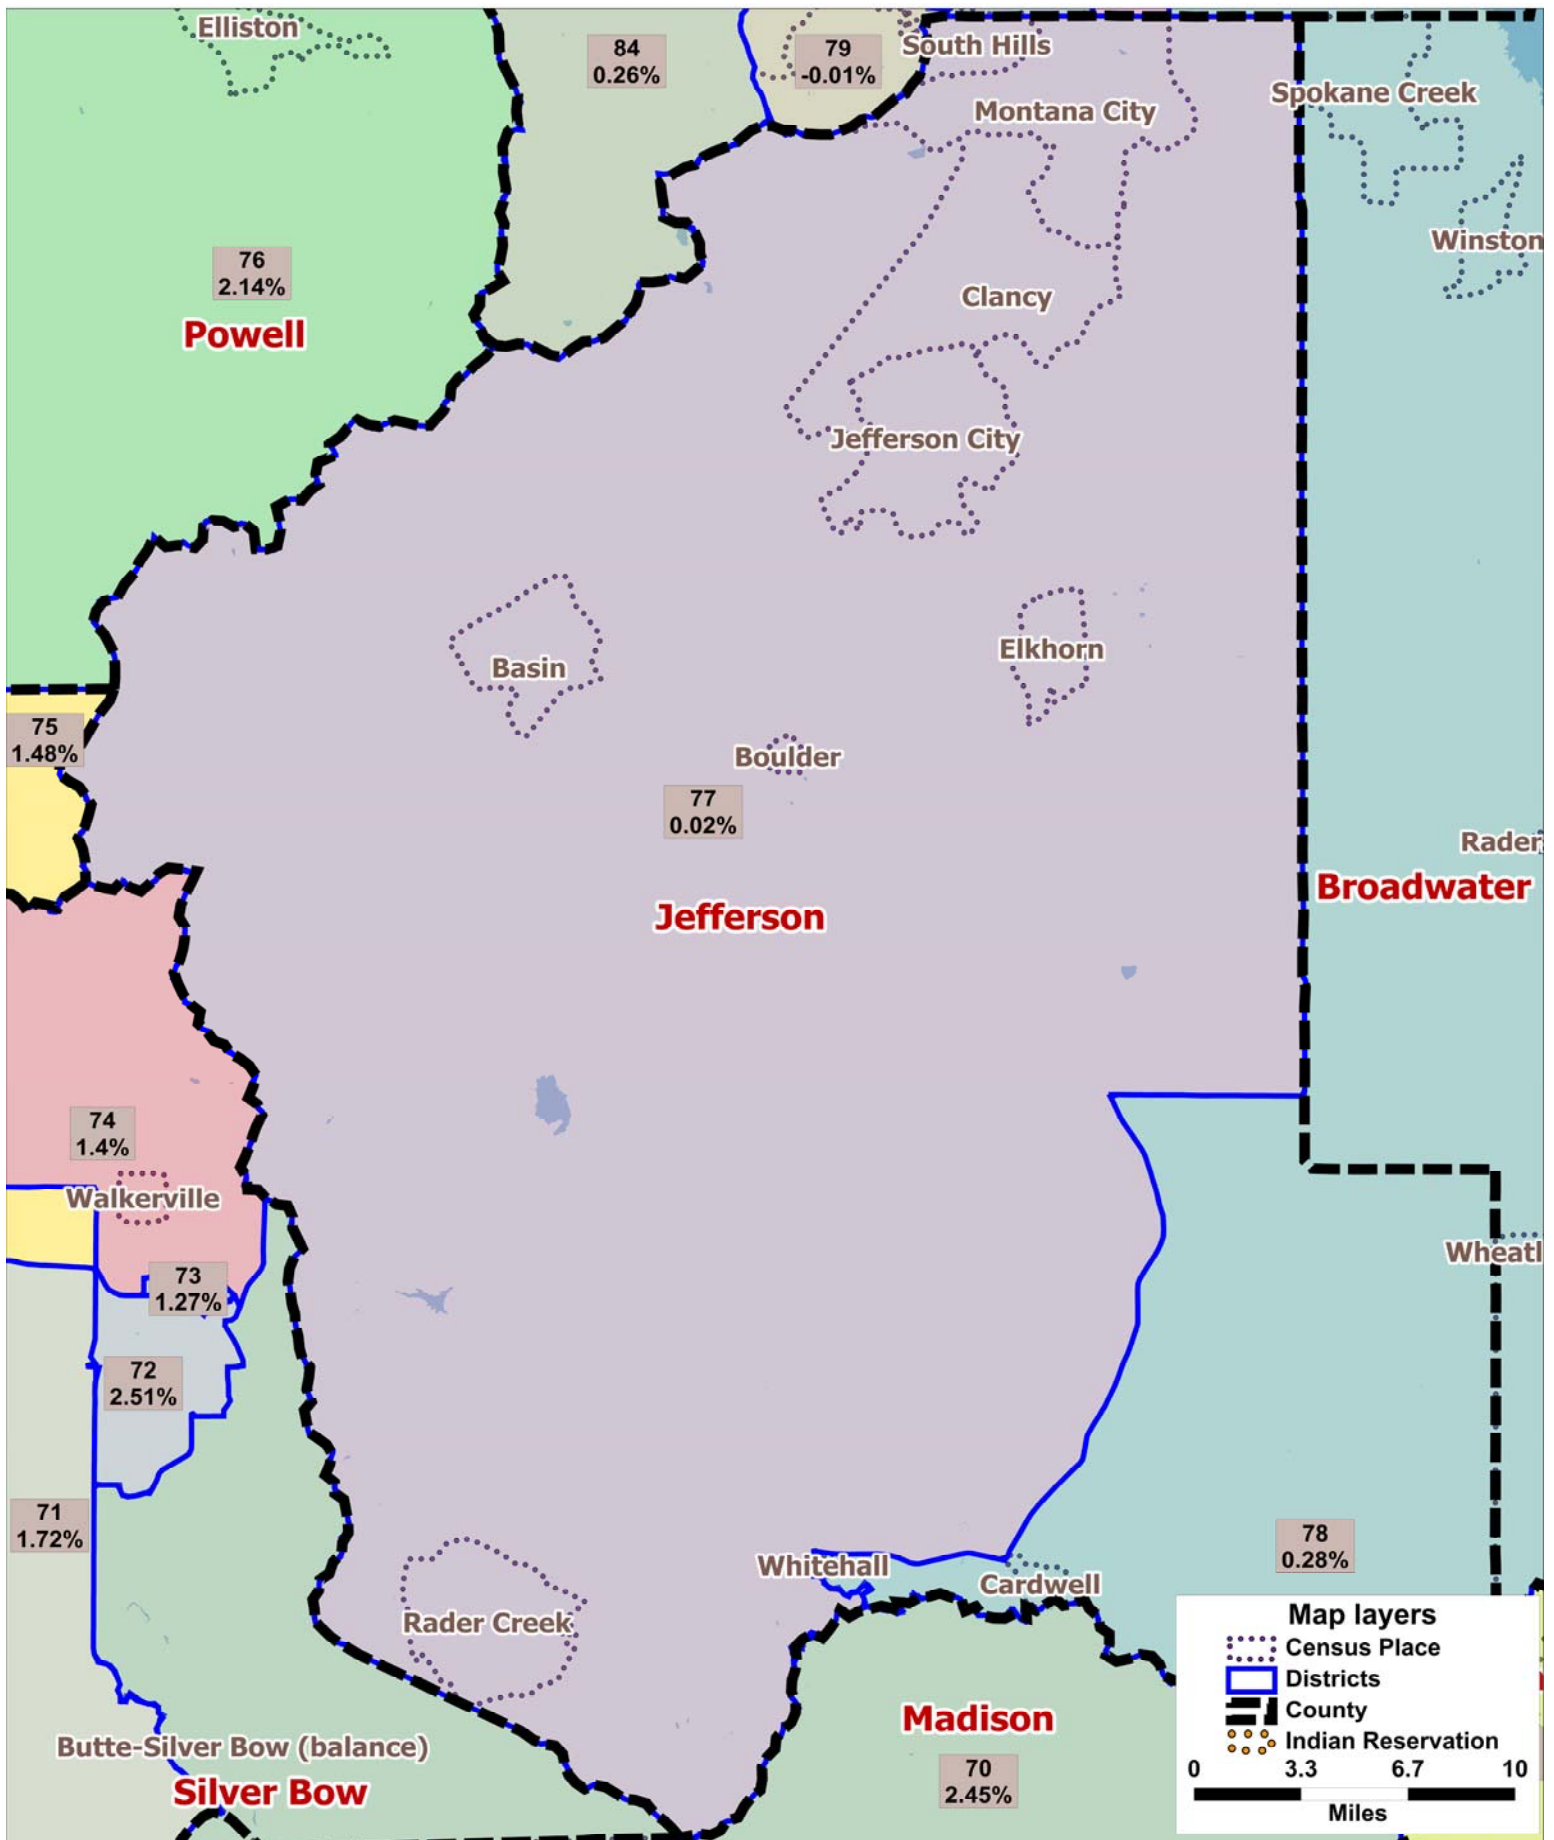 Elliston
84
0.26%
79
-0.01%
South Hills
Spokane Creek
Montana City
Winston
76
2.14%
Powell
Clancy
Jefferson City
Basin
Elkhorn
75
1.48%
Boulder
77
0.02%
Rader
Broadwater
Jefferson
74
1.4%
Walkerville
Wheatl
73
1.27%
72
2.51%
71
1.72%
78
0.28%
Whitehall
Cardwell
Rader Creek
Madison
70
2.45%
Butte-Silver Bow (balance)
Silver Bow
Map layers
Census Place
Districts
County
Indian Reservation
0 3.3 6.7 10
Miles